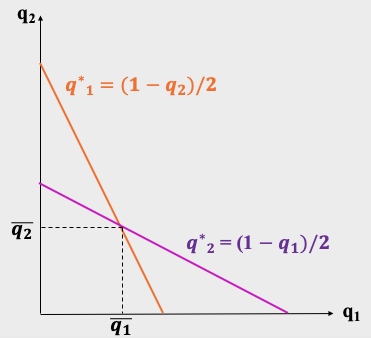 q₂
q*₁ = (1 − q₂)/2
q̅₂
q*₂ = (1 − q₁)/2
q₁
q̅₁